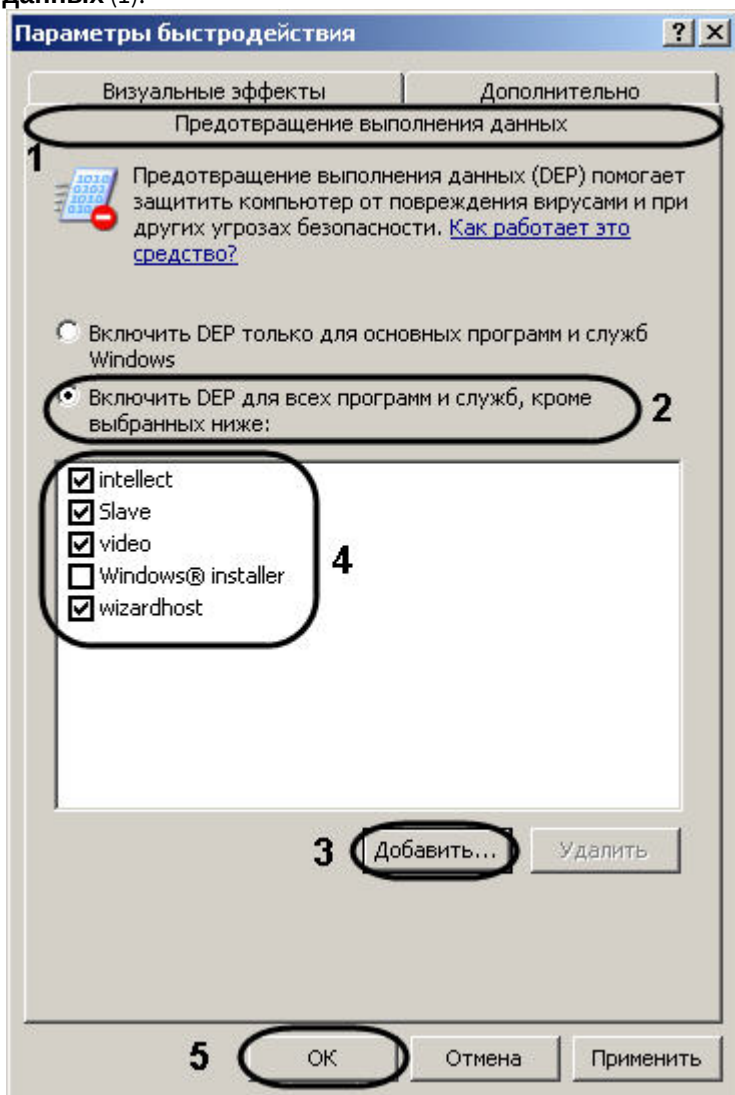 данных (1).
Параметры быстродействия
Визуальные эффекты
Дополнительно
Предотвращение выполнения данных
1
Предотвращение выполнения данных (DEP) помогает
защитить компьютер от повреждения вирусами и при
других угрозах безопасности. Как работает это
средство?
Включить DEP только для основных программ и служб
Windows
Включить DEP для всех программ и служб, кроме
выбранных ниже:
2
intellect
Slave
video
Windows® installer
wizardhost
4
3
Добавить...
Удалить
5
ОК
Отмена
Применить